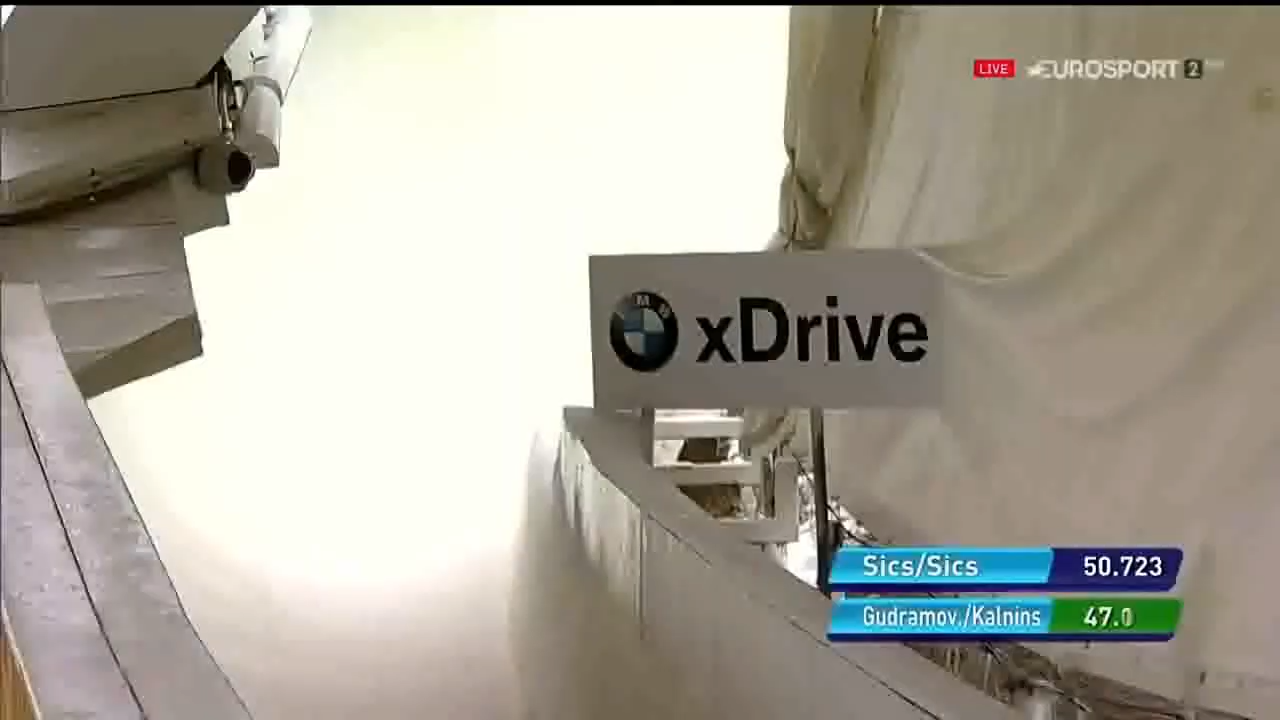 LIVE EUROSPORT 2
BMW
xDrive
Sics/Sics 50.723
Gudramov./Kalnins 47.0